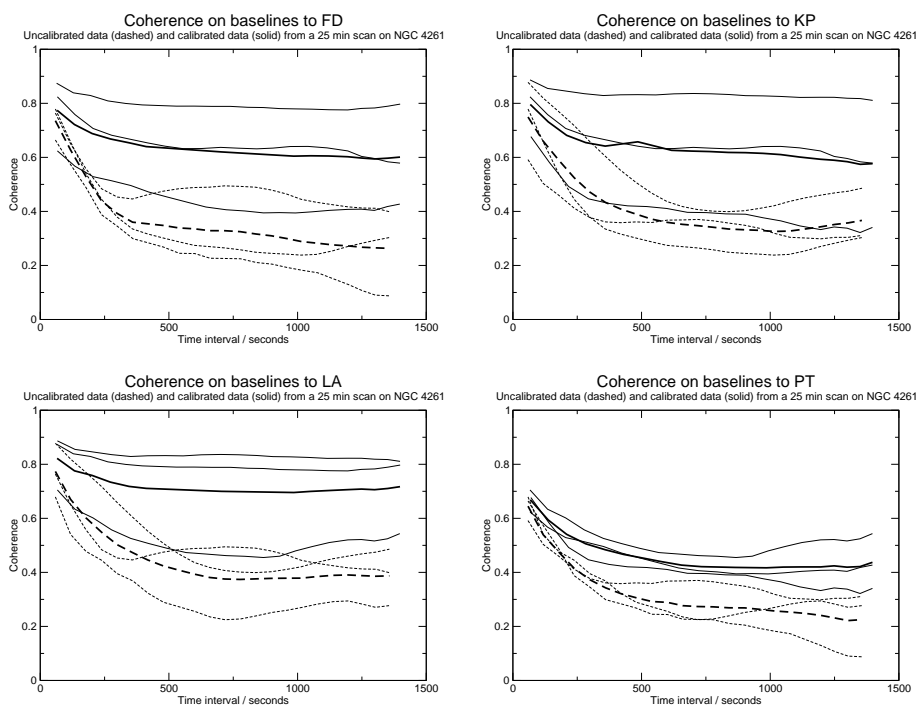 Coherence on baselines to FD
Uncalibrated data (dashed) and calibrated data (solid) from a 25 min scan on NGC 4261
1
0.8
0.6
0.4
0.2
0
Coherence
0 500 1000 1500
Time interval / seconds
Coherence on baselines to KP
Uncalibrated data (dashed) and calibrated data (solid) from a 25 min scan on NGC 4261
1
0.8
0.6
0.4
0.2
0
Coherence
0 500 1000 1500
Time interval / seconds
Coherence on baselines to LA
Uncalibrated data (dashed) and calibrated data (solid) from a 25 min scan on NGC 4261
1
0.8
0.6
0.4
0.2
0
Coherence
0 500 1000 1500
Time interval / seconds
Coherence on baselines to PT
Uncalibrated data (dashed) and calibrated data (solid) from a 25 min scan on NGC 4261
1
0.8
0.6
0.4
0.2
0
Coherence
0 500 1000 1500
Time interval / seconds